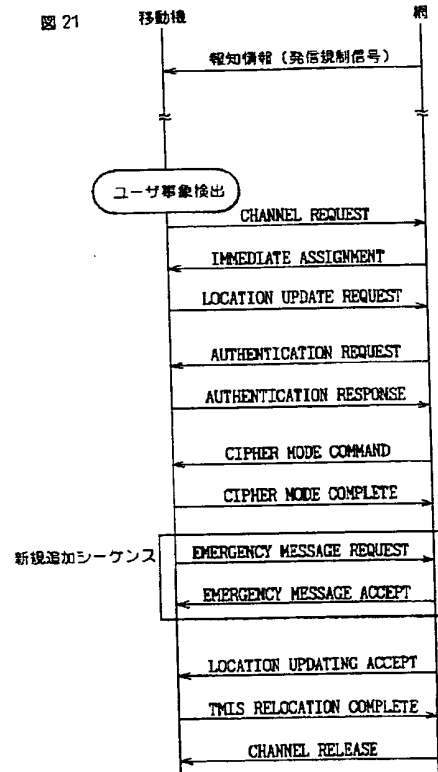 図 21
移動機
網
報知情報（発信規制信号）
ユーザ事象検出
CHANNEL REQUEST
IMMEDIATE ASSIGNMENT
LOCATION UPDATE REQUEST
AUTHENTICATION REQUEST
AUTHENTICATION RESPONSE
CIPHER MODE COMMAND
CIPHER MODE COMPLETE
新規追加シーケンス
EMERGENCY MESSAGE REQUEST
EMERGENCY MESSAGE ACCEPT
LOCATION UPDATING ACCEPT
TMIS RELOCATION COMPLETE
CHANNEL RELEASE